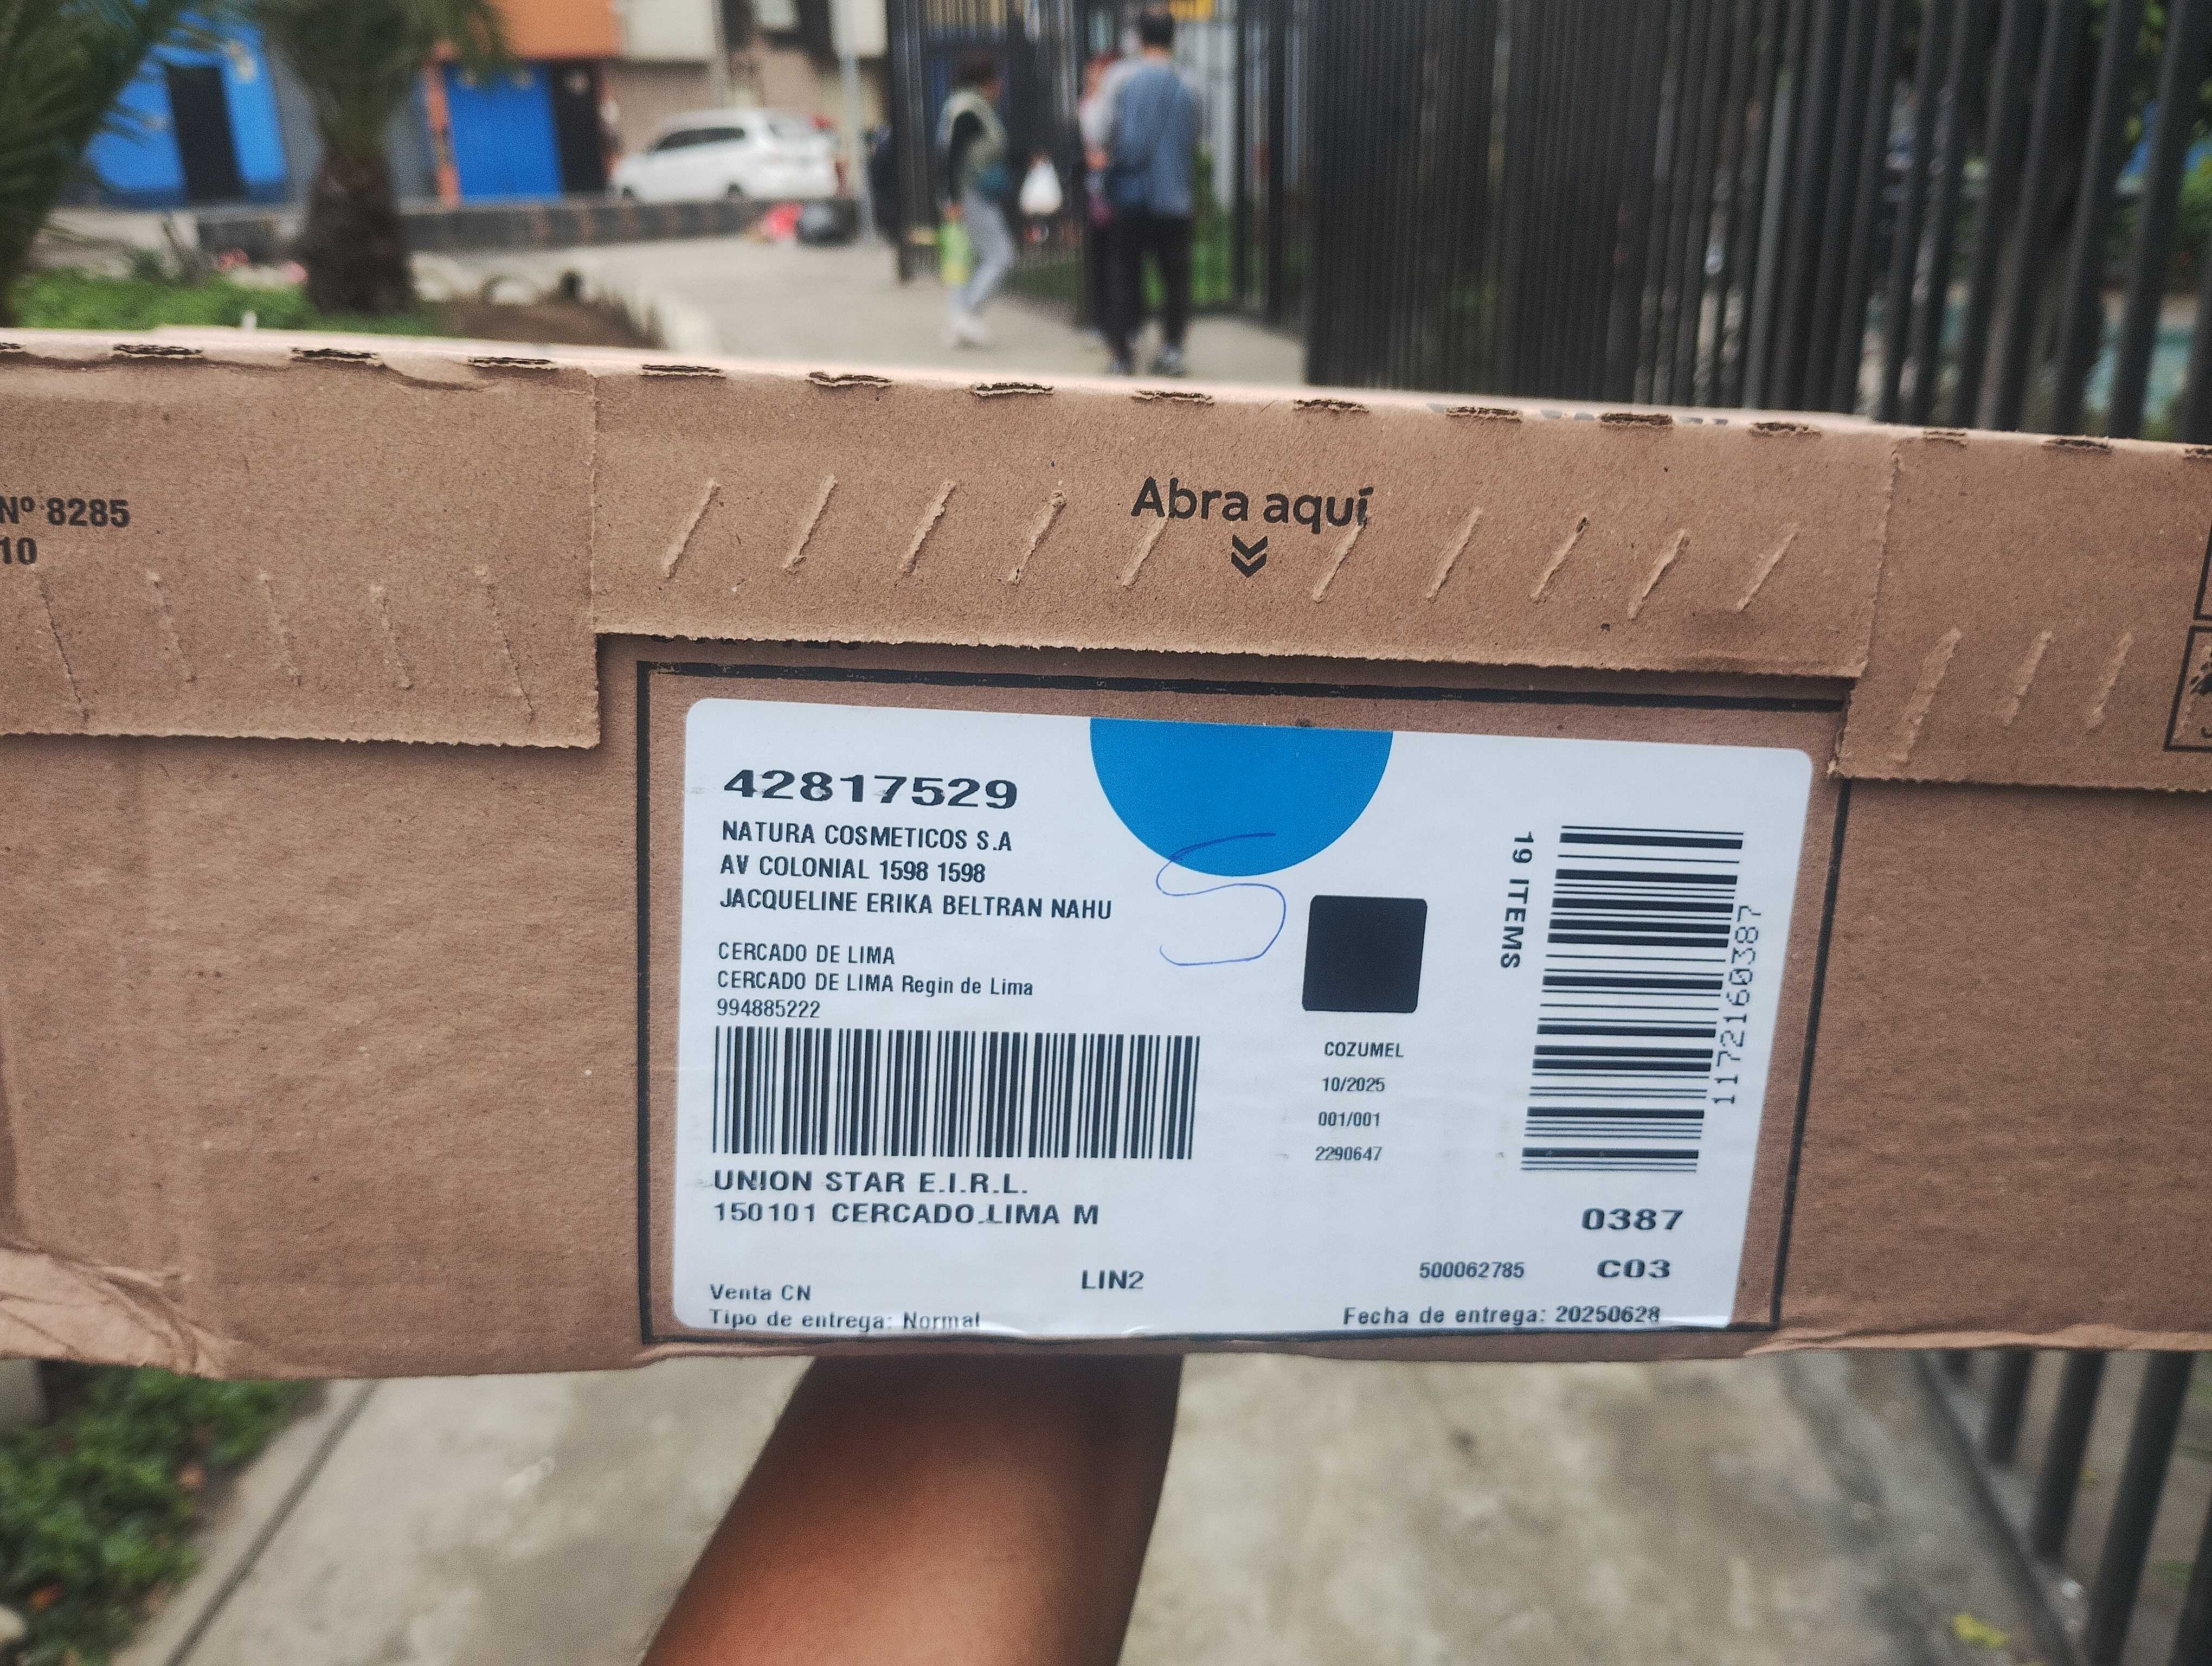 Nº 8285
10
Abra aquí
42817529
NATURA COSMETICOS S.A
AV COLONIAL 1598 1598
JACQUELINE ERIKA BELTRAN NAHU
CERCADO DE LIMA
CERCADO DE LIMA Regin de Lima
994885222
UNION STAR E.I.R.L.
150101 CERCADO.LIMA M
Venta CN
Tipo de entrega: Normal
LIN2
S
COZUMEL
10/2025
001/001
2290647
19 ITEMS
1172160387
0387
500062785 C03
Fecha de entrega: 20250628